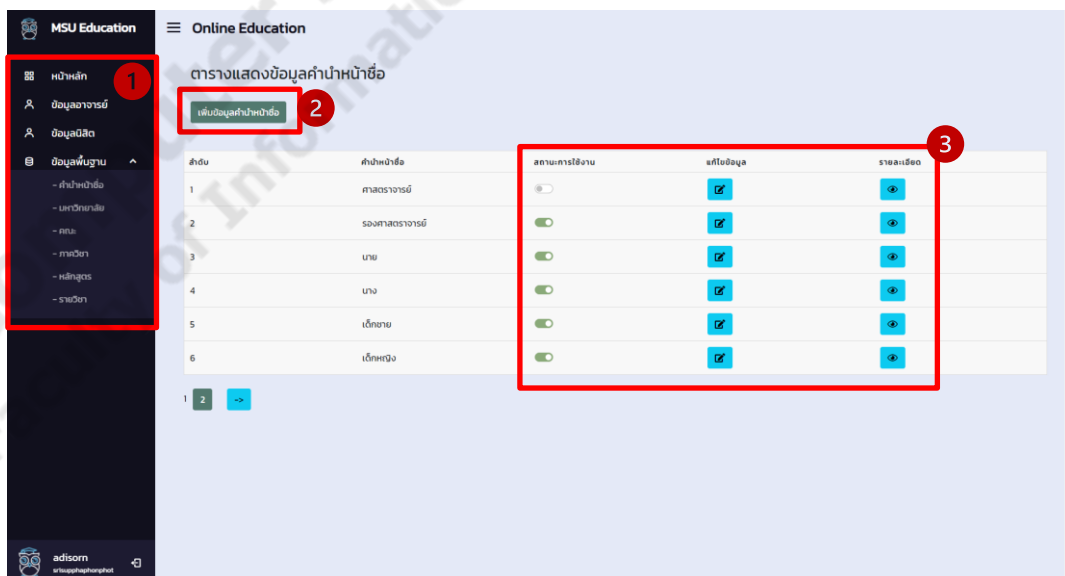 MSU Education
Online Education
หน้าหลัก
1
ข้อมูลอาจารย์
ข้อมูลนิสิต
ข้อมูลพื้นฐาน
- คำนำหน้าชื่อ
- มหาวิทยาลัย
- คณะ
- ภาควิชา
- หลักสูตร
- รายวิชา
ตารางแสดงข้อมูลคำนำหน้าชื่อ
เพิ่มข้อมูลคำนำหน้าชื่อ
2
3
ลำดับ คำนำหน้าชื่อ สถานะการใช้งาน แก้ไขข้อมูล รายละเอียด
1 ศาสตราจารย์
2 รองศาสตราจารย์
3 นาย
4 นาง
5 เด็กชาย
6 เด็กหญิง
1 2 ->
adisorn
srisupphaphonphot